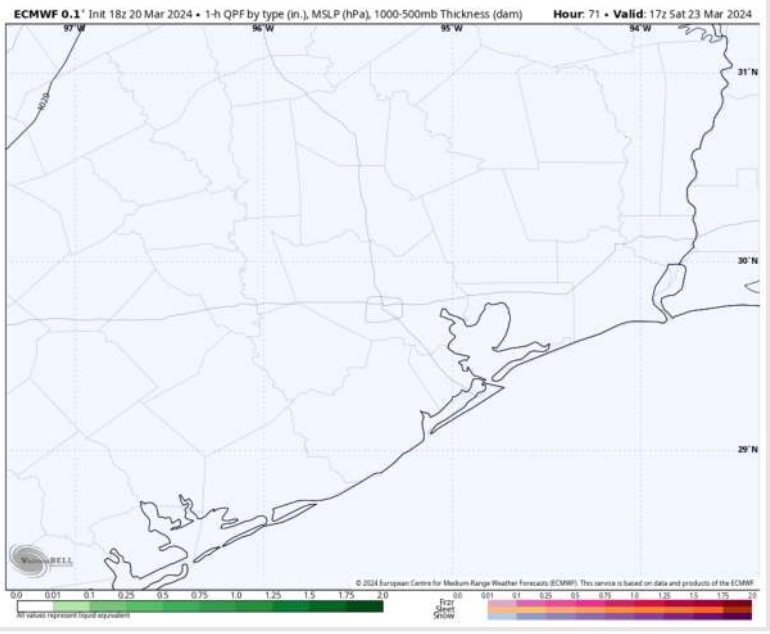 ECMWF 0.1° Init 18z 20 Mar 2024 • 1-h QPF by type (in.), MSLP (hPa), 1000-500mb Thickness (dam) Hour: 71 • Valid: 17z Sat 23 Mar 2024
97°W 96°W 95°W 94°W
31°N
1020
30°N
29°N
WeatherBELL
© 2024 European Centre for Medium-Range Weather Forecasts (ECMWF). This service is based on data and products of the ECMWF.
0.0 0.01 0.1 0.25 0.5 0.75 1.0 1.25 1.5 1.75 2.0 0.0 0.01 0.1 0.25 0.5 0.75 1.0 1.25 1.5 1.75 2.0
Frzr
Sleet
Snow
All values represent liquid equivalent